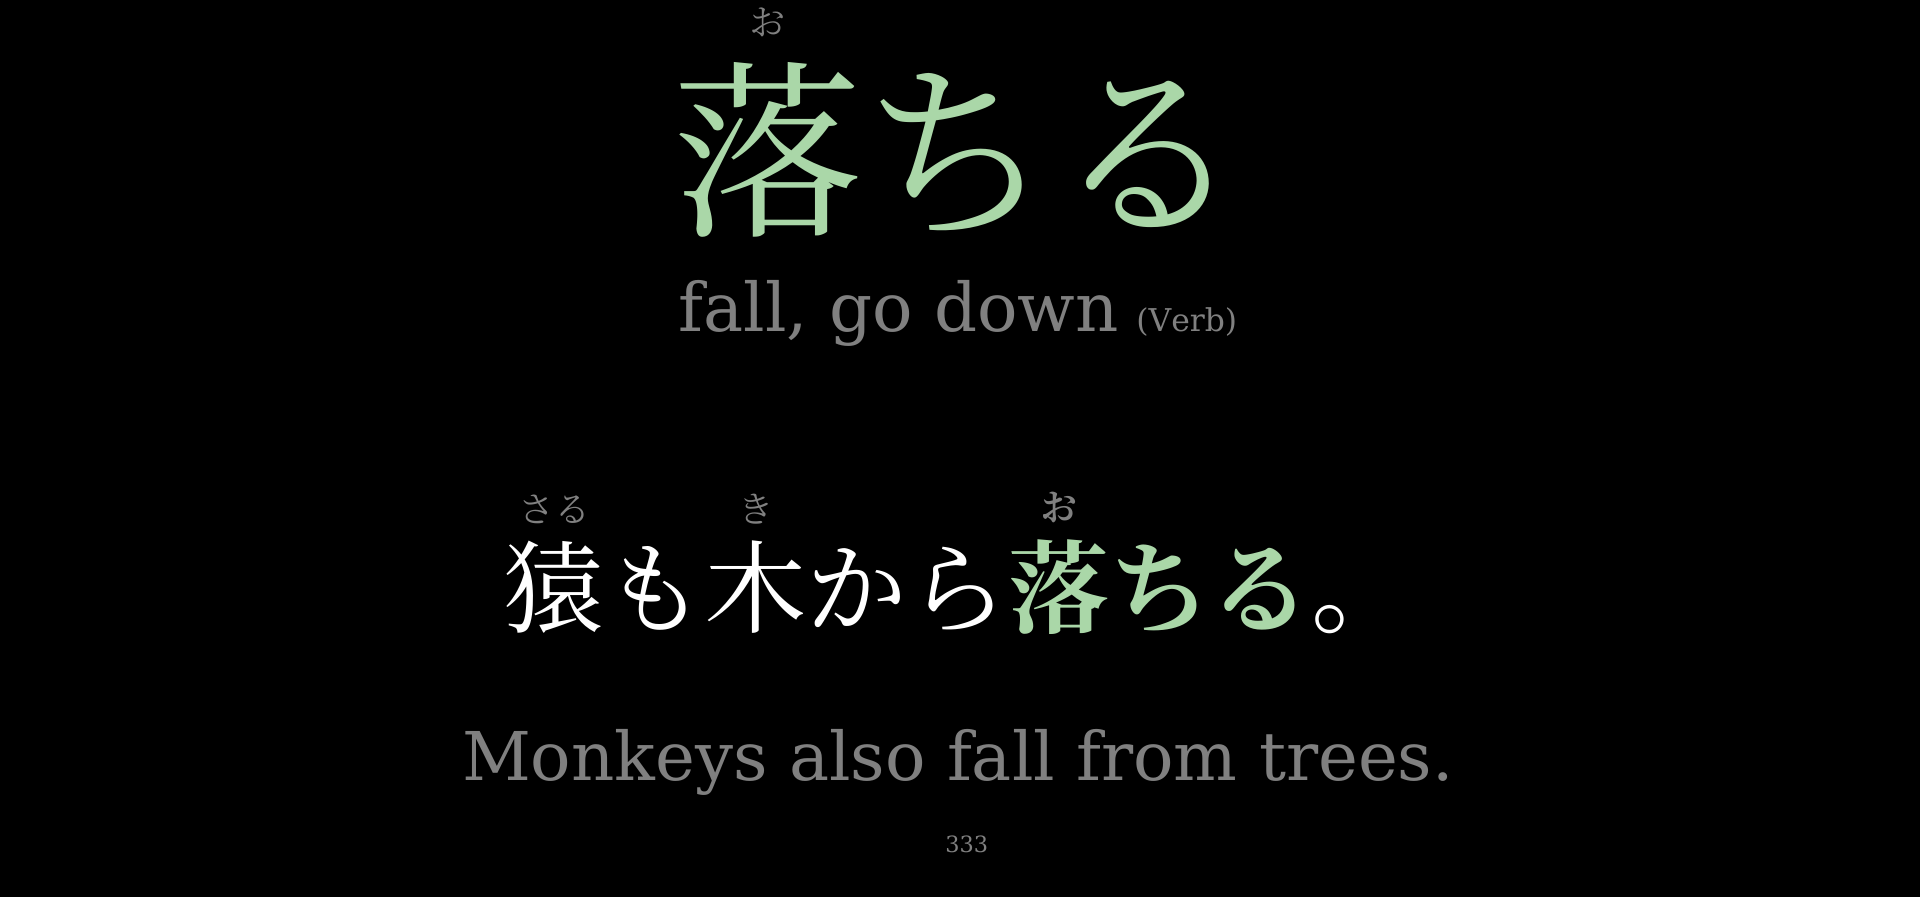 お
落ちる
fall, go down (Verb)
さる き お
猿も木から落ちる。
Monkeys also fall from trees.
333